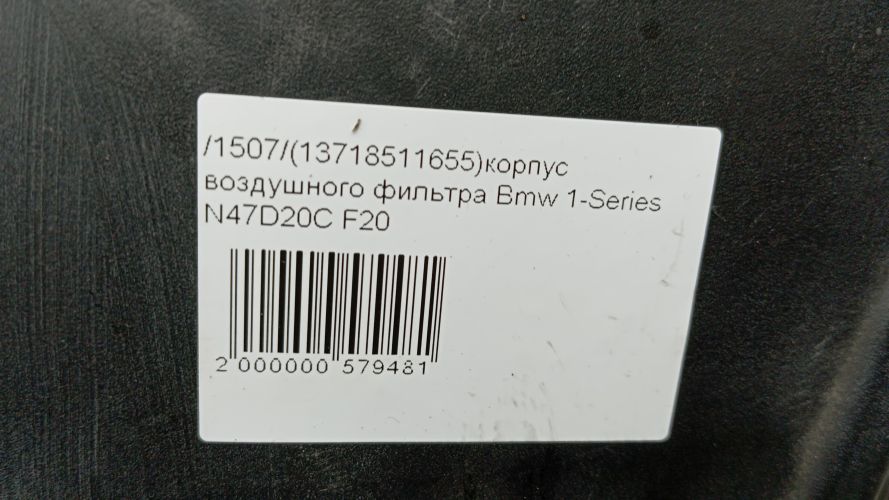 /1507/(13718511655)корпус
воздушного фильтра Bmw 1-Series
N47D20C F20
2 000000 579481